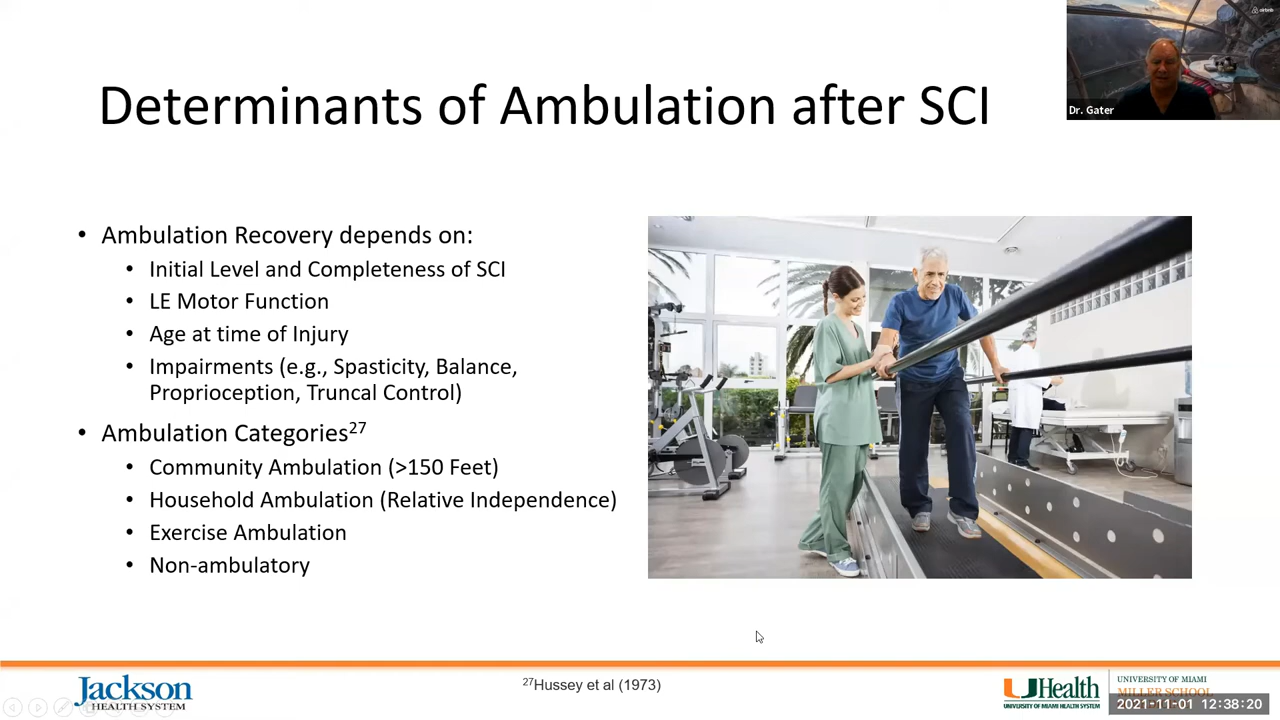 airbnb
Dr. Gater
Determinants of Ambulation after SCI
• Ambulation Recovery depends on:
• Initial Level and Completeness of SCI
• LE Motor Function
• Age at time of Injury
• Impairments (e.g., Spasticity, Balance,
Proprioception, Truncal Control)
• Ambulation Categories27
• Community Ambulation (>150 Feet)
• Household Ambulation (Relative Independence)
• Exercise Ambulation
• Non-ambulatory
27Hussey et al (1973)
Jackson
HEALTH SYSTEM
UHealth
UNIVERSITY OF MIAMI HEALTH SYSTEM
UNIVERSITY OF MIAMI
MILLER SCHOOL
2021-11-01 12:38:20